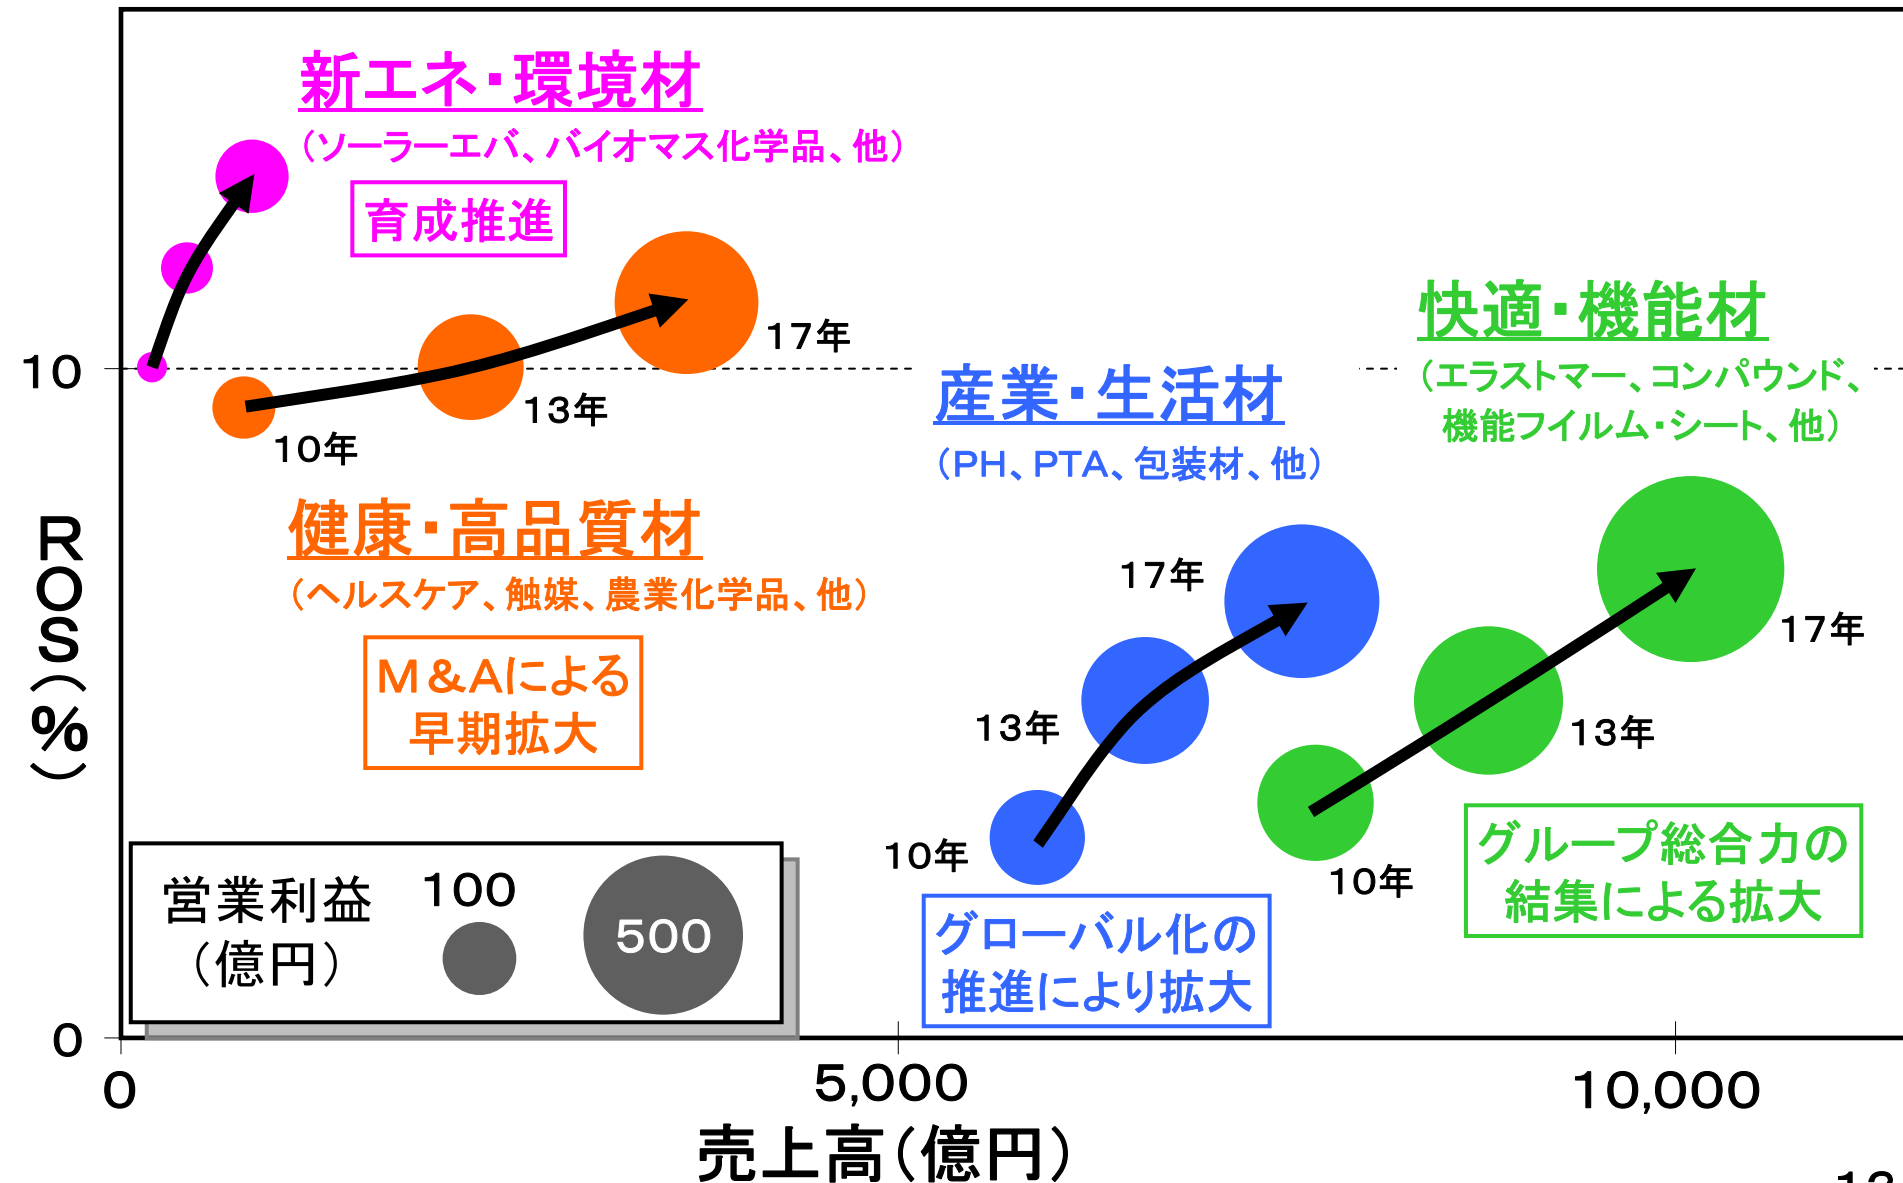 新エネ・環境材
（ソーラーエバ、バイオマス化学品、他）
育成推進
17年
13年
10年
健康・高品質材
（ヘルスケア、触媒、農業化学品、他）
M＆Aによる
早期拡大
産業・生活材
（PH、PTA、包装材、他）
17年
13年
10年
グローバル化の
推進により拡大
快適・機能材
（エラストマー、コンパウンド、
機能フイルム・シート、他）
17年
13年
10年
グループ総合力の
結集による拡大
10
ROS（％）
0
営業利益
（億円）
100
500
0
5,000
10,000
売上高（億円）